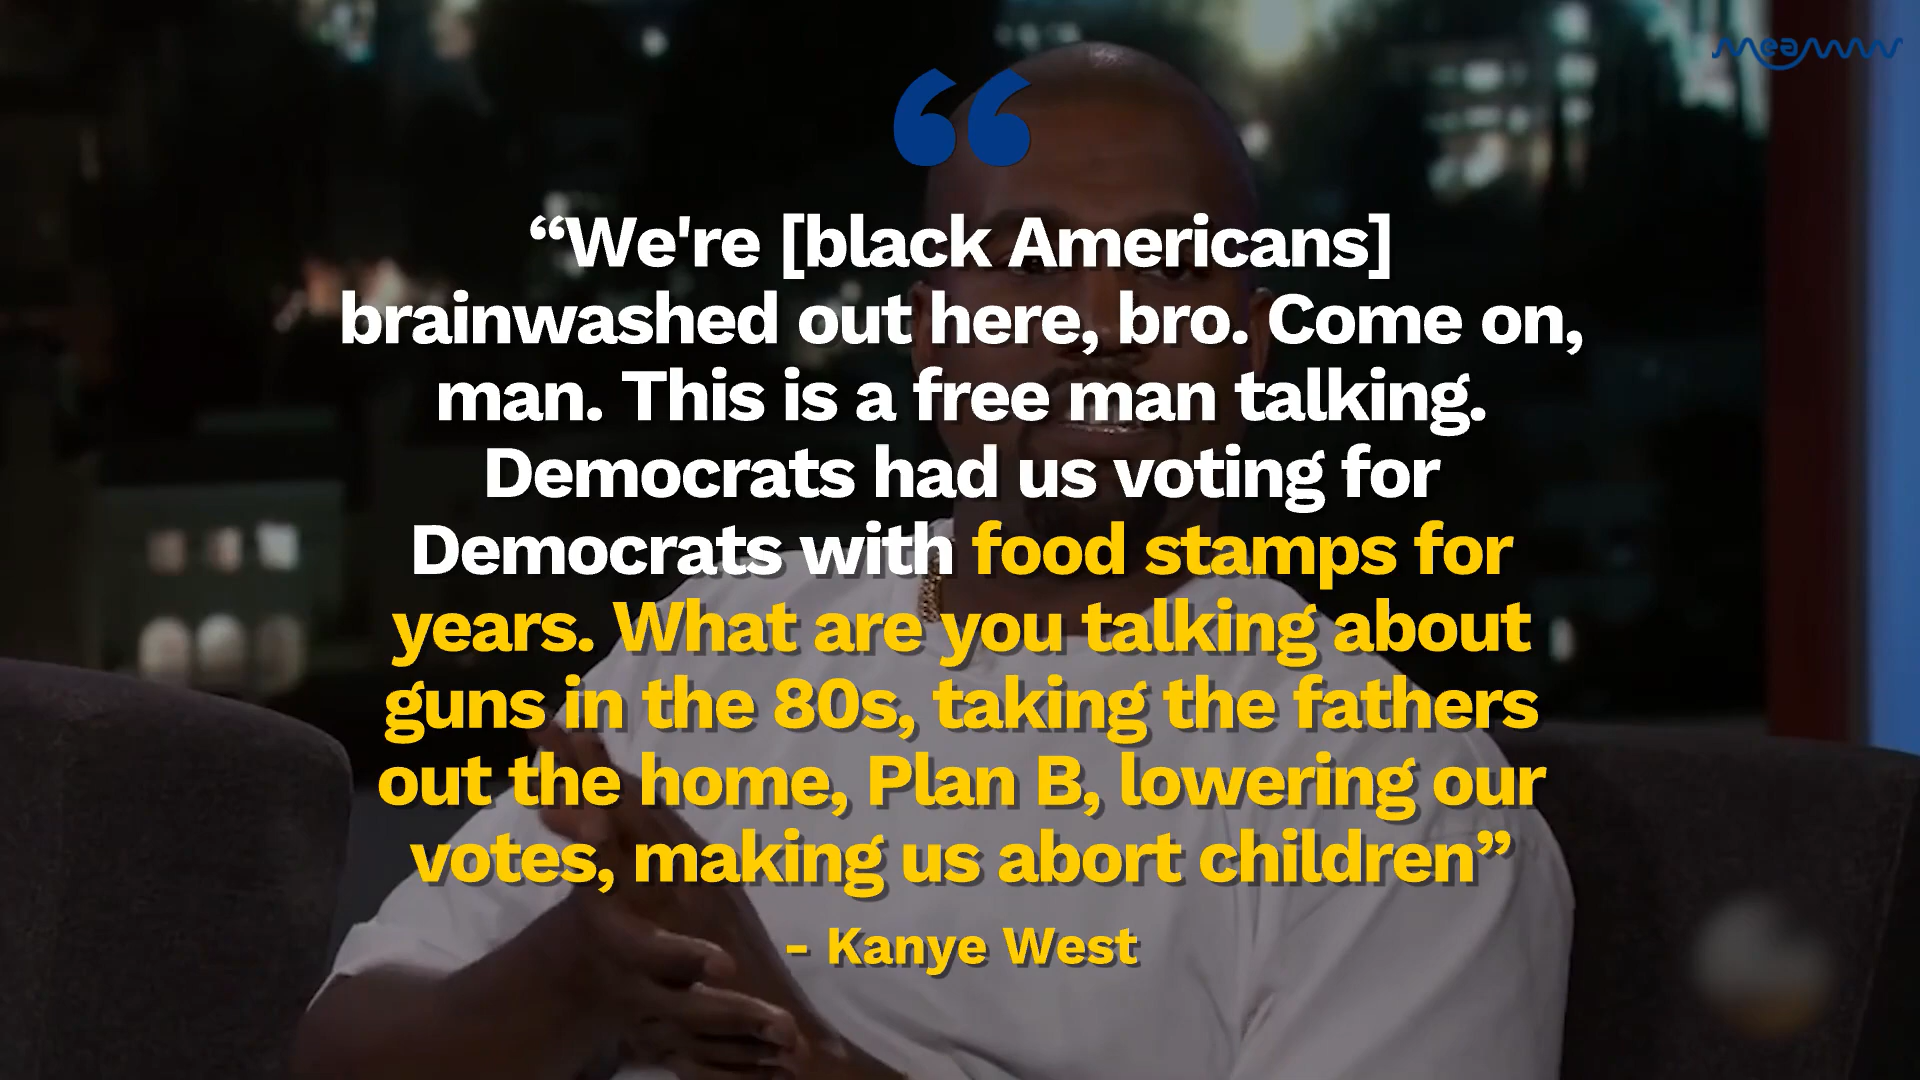 meaww
“We're [black Americans]
brainwashed out here, bro. Come on,
man. This is a free man talking.
Democrats had us voting for
Democrats with food stamps for
years. What are you talking about
guns in the 80s, taking the fathers
out the home, Plan B, lowering our
votes, making us abort children”
- Kanye West